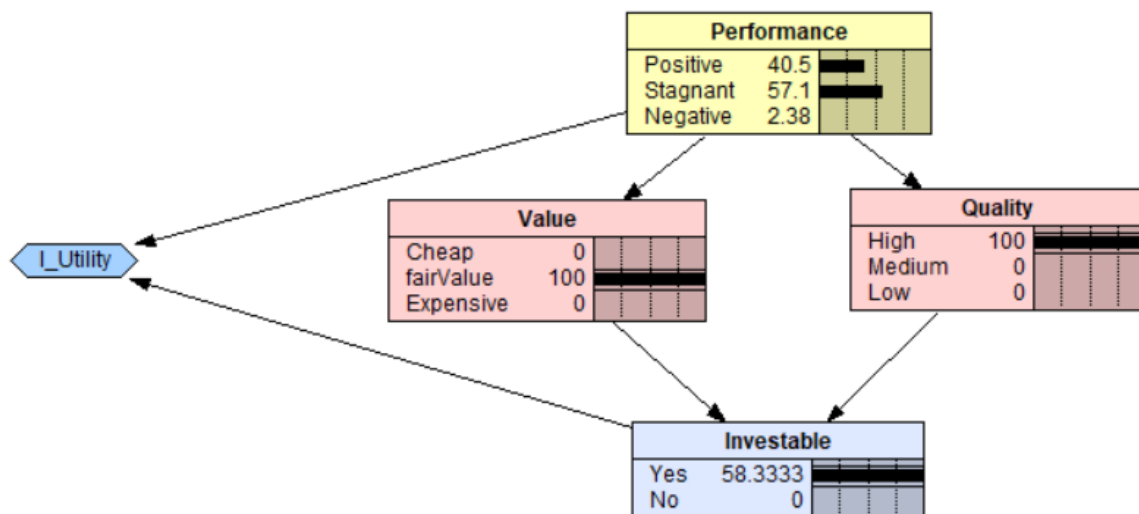 Performance
Positive 40.5
Stagnant 57.1
Negative 2.38
I_Utility
Value
Cheap 0
fairValue 100
Expensive 0
Quality
High 100
Medium 0
Low 0
Investable
Yes 58.3333
No 0